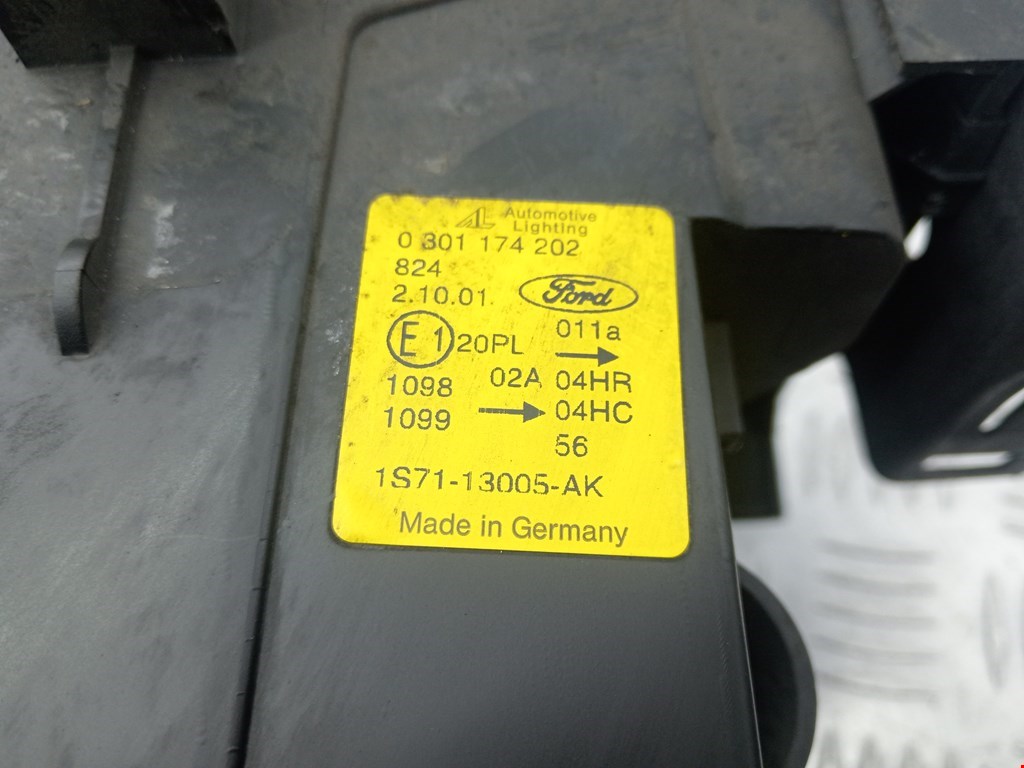 AL Automotive
Lighting
0 301 174 202
824
2.10.01 Ford
011a
E1 20PL →
1098 02A 04HR
1099 → 04HC
56
1S71-13005-AK
Made in Germany